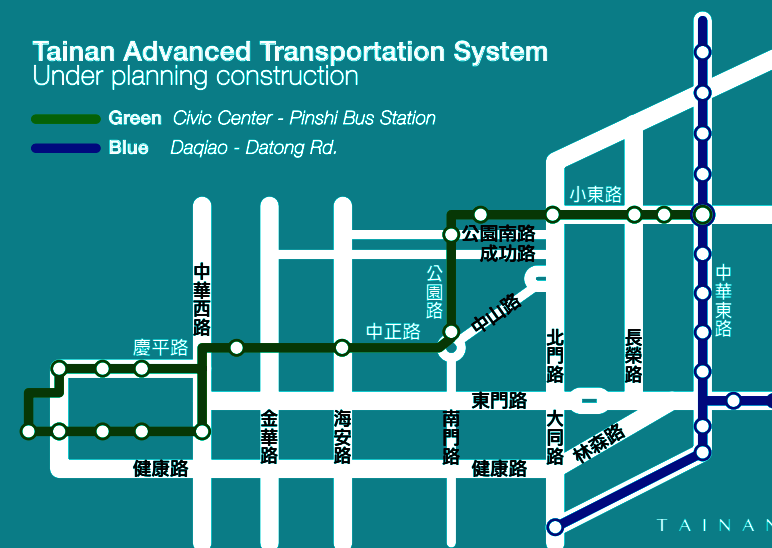 Tainan Advanced Transportation System
Under planning construction
Green Civic Center - Pinshi Bus Station
Blue Daqiao - Datong Rd.
小東路
公園南路
成功路
中華西路
公園路
中華東路
中山路
中正路
慶平路
北門路
長榮路
東門路
金華路
海安路
南門路
大同路
林森路
健康路
健康路
TAINAN